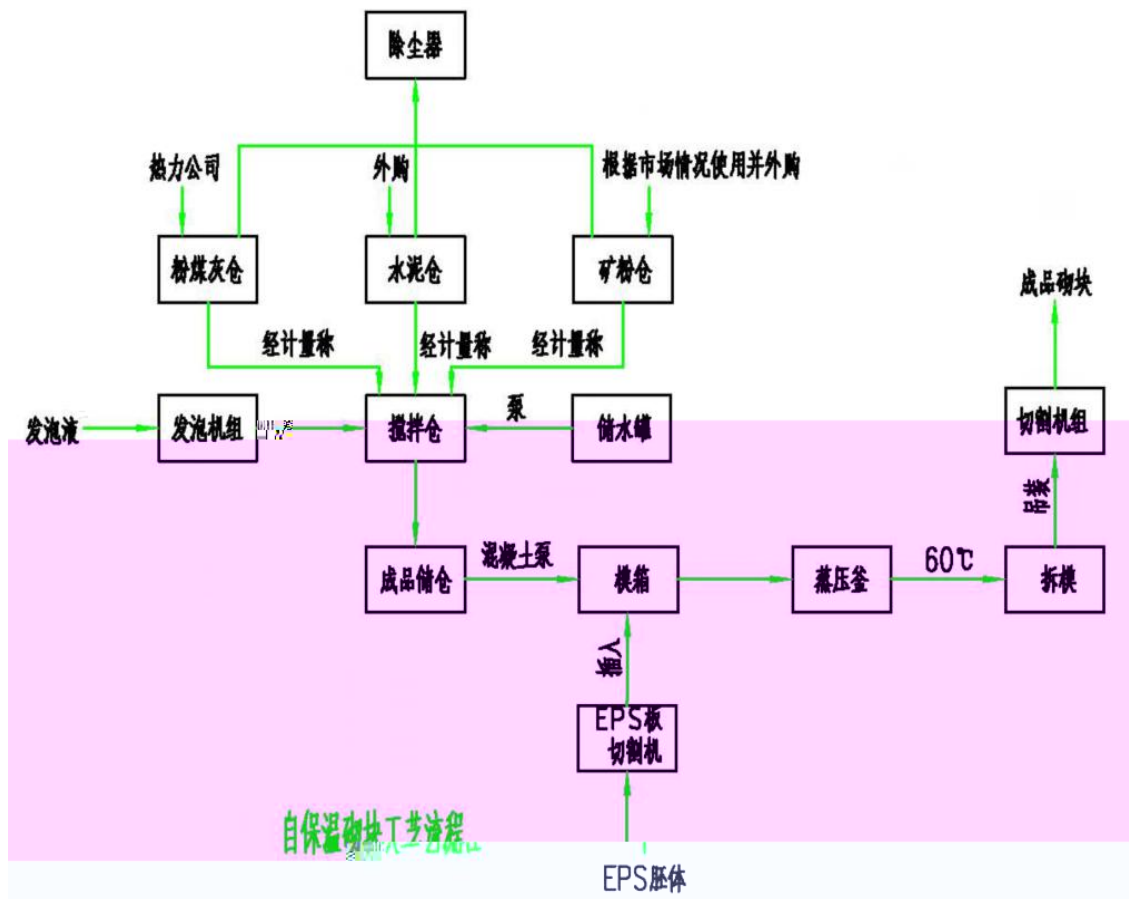 除尘器
热力公司
外购
根据市场情况使用并外购
粉煤灰仓
水泥仓
矿粉仓
成品砌块
经计量称
经计量称
经计量称
发泡液
发泡机组
搅拌仓
泵
储水罐
切割机组
吊装
成品储仓
混凝土泵
模箱
蒸压釜
60℃
拆模
插入
EPS板
切割机
自保温砌块工艺流程
EPS胚体